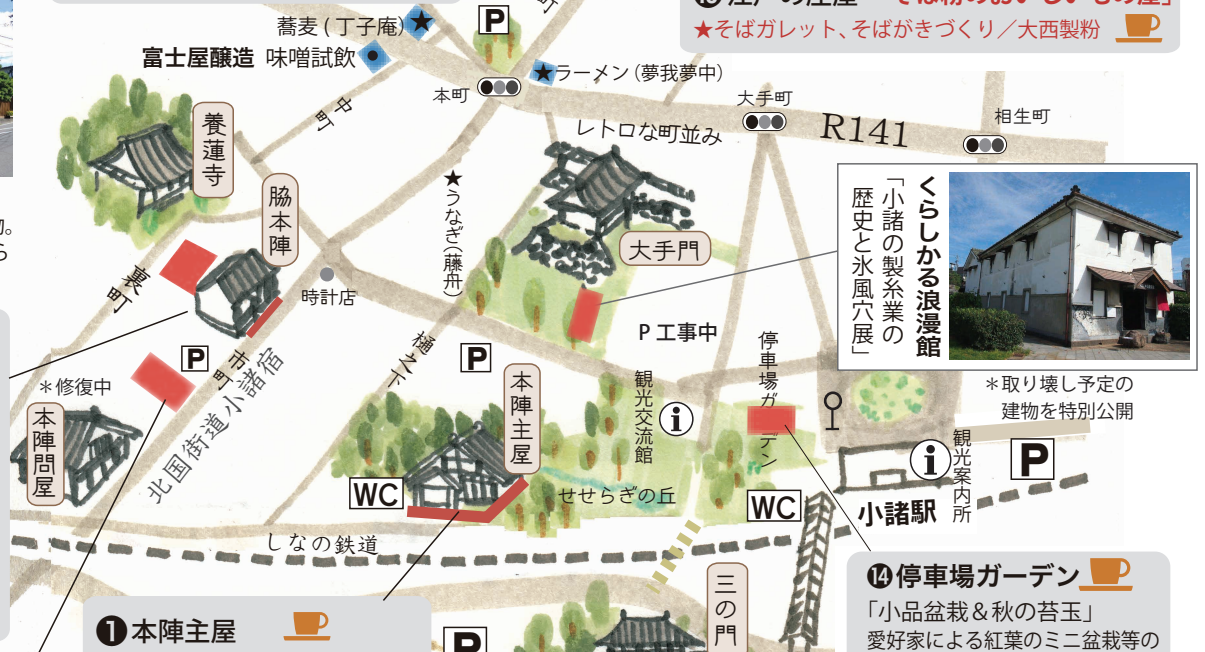 蕎麦(丁子庵)★
P
そばガレット、そばがきづくり/大西製粉
富士屋醸造 味噌試飲
★ラーメン(夢我夢中)
本町
大手町
相生町
中町
レトロな町並み
R141
養蓮寺
脇本陣
★うなぎ(藤舟)
大手門
くらしかる浪漫館
「小諸の製糸業の
歴史と氷風穴展」
裏町
時計店
P 工事中
停車場ガーデン
樋之下
P
P
市町
北国街道小諸宿
*修復中
本陣問屋
本陣主屋
観光交流館
i
*取り壊し予定の
建物を特別公開
i
観光案内所
P
WC
せせらぎの丘
WC
小諸駅
しなの鉄道
三の門
⓮停車場ガーデン
「小品盆栽&秋の苔玉」
愛好家による紅葉のミニ盆栽等の
❶本陣主屋
P